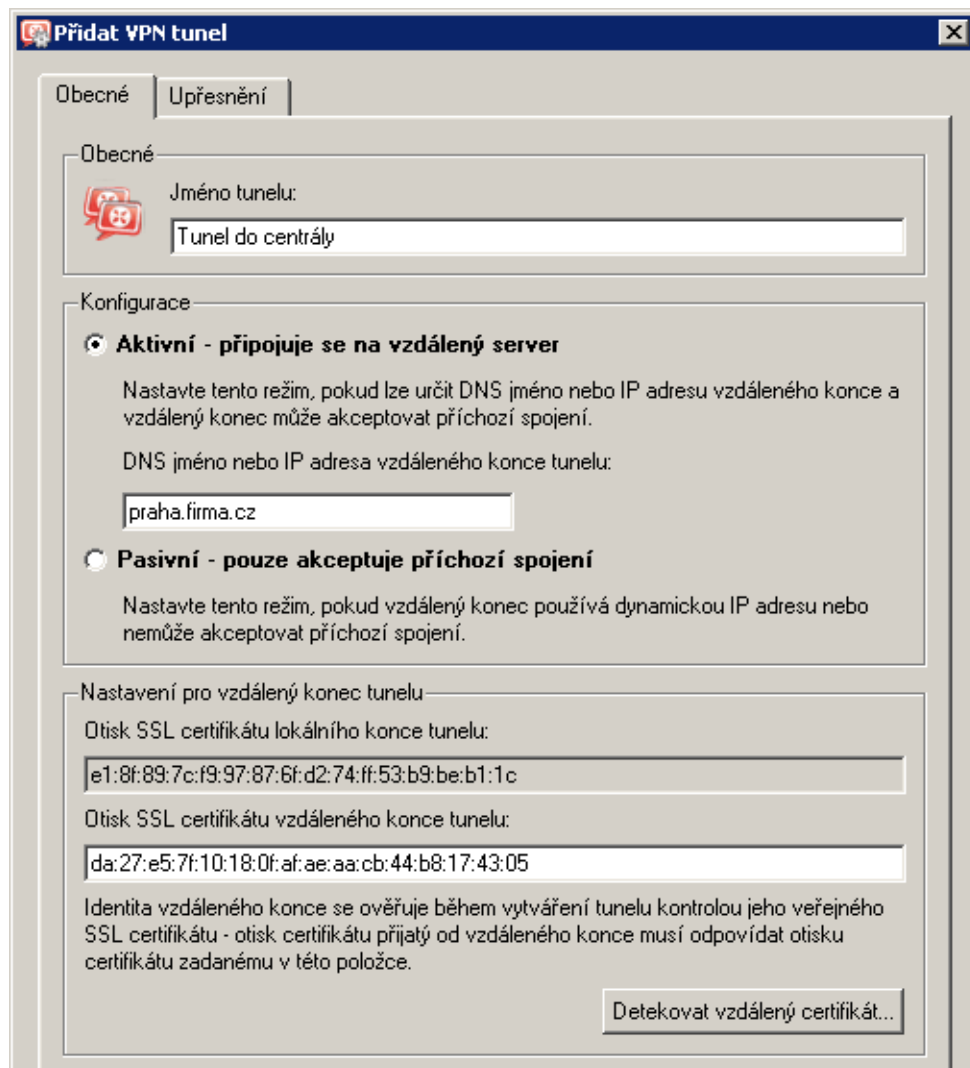 Přidat VPN tunel
Obecné
Upřesnění
Obecné
Jméno tunelu:
Tunel do centrály
Konfigurace
Aktivní - připojuje se na vzdálený server
Nastavte tento režim, pokud lze určit DNS jméno nebo IP adresu vzdáleného konce a
vzdálený konec může akceptovat příchozí spojení.
DNS jméno nebo IP adresa vzdáleného konce tunelu:
praha.firma.cz
Pasivní - pouze akceptuje příchozí spojení
Nastavte tento režim, pokud vzdálený konec používá dynamickou IP adresu nebo
nemůže akceptovat příchozí spojení.
Nastavení pro vzdálený konec tunelu
Otisk SSL certifikátu lokálního konce tunelu:
e1:8f:89:7c:f9:97:87:6f:d2:74:ff:53:b9:be:b1:1c
Otisk SSL certifikátu vzdáleného konce tunelu:
da:27:e5:7f:10:18:0f:af:ae:aa:cb:44:b8:17:43:05
Identita vzdáleného konce se ověřuje během vytváření tunelu kontrolou jeho veřejného
SSL certifikátu - otisk certifikátu přijatý od vzdáleného konce musí odpovídat otisku
certifikátu zadanému v této položce.
Detekovat vzdálený certifikát...